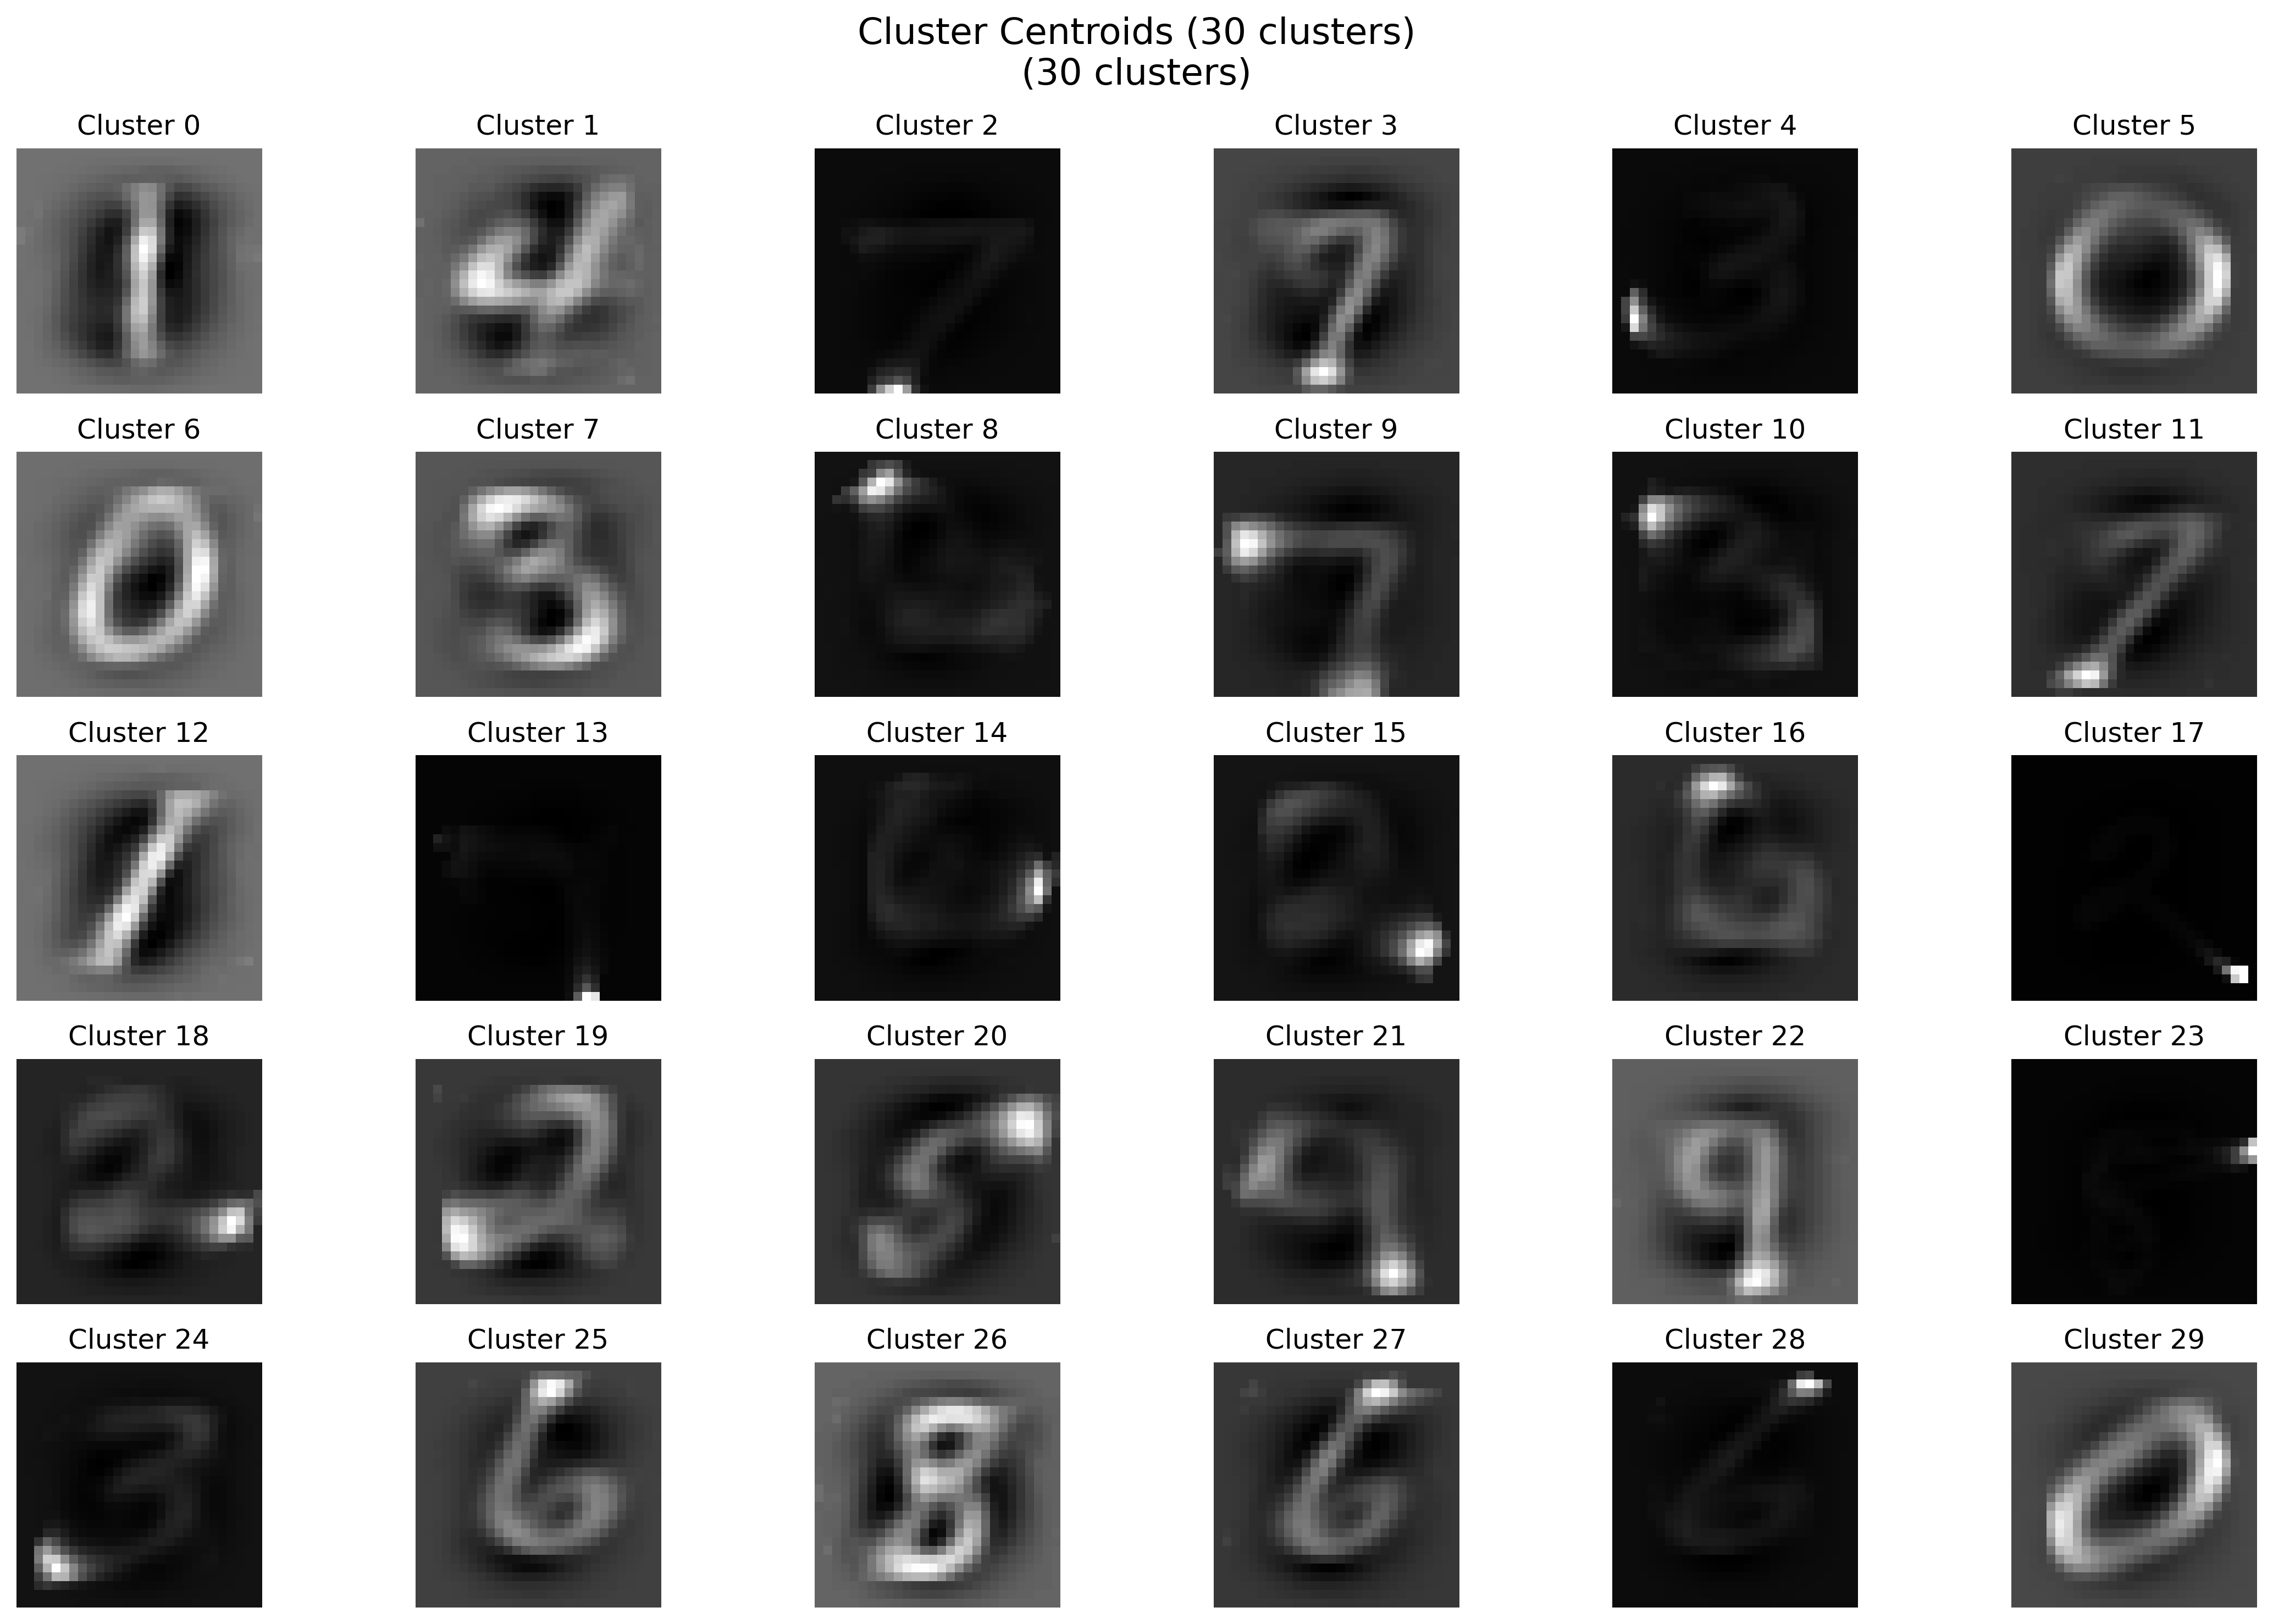 Cluster Centroids (30 clusters)
(30 clusters)
Cluster 0 Cluster 1 Cluster 2 Cluster 3 Cluster 4 Cluster 5
Cluster 6 Cluster 7 Cluster 8 Cluster 9 Cluster 10 Cluster 11
Cluster 12 Cluster 13 Cluster 14 Cluster 15 Cluster 16 Cluster 17
Cluster 18 Cluster 19 Cluster 20 Cluster 21 Cluster 22 Cluster 23
Cluster 24 Cluster 25 Cluster 26 Cluster 27 Cluster 28 Cluster 29